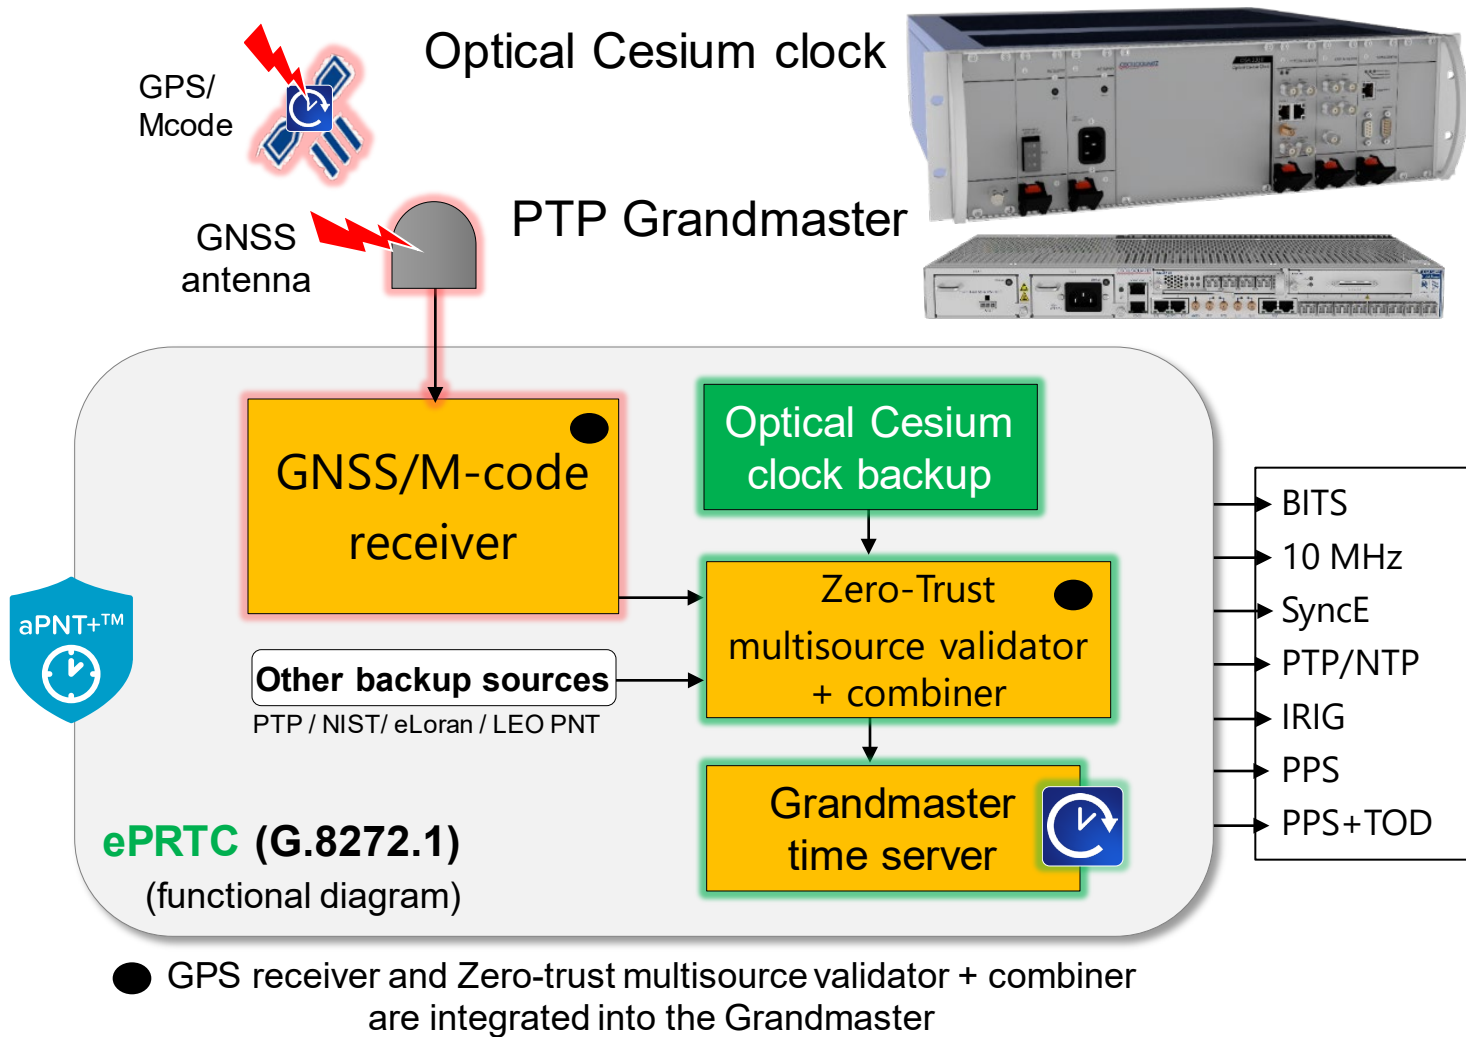 Optical Cesium clock
GPS/
Mcode
PTP Grandmaster
GNSS
antenna
GNSS/M-code
receiver
Optical Cesium
clock backup
Zero-Trust
multisource validator
+ combiner
Other backup sources
PTP / NIST/ eLoran / LEO PNT
Grandmaster
time server
aPNT+™
ePRTC (G.8272.1)
(functional diagram)
BITS
10 MHz
SyncE
PTP/NTP
IRIG
PPS
PPS+TOD
GPS receiver and Zero-trust multisource validator + combiner
are integrated into the Grandmaster